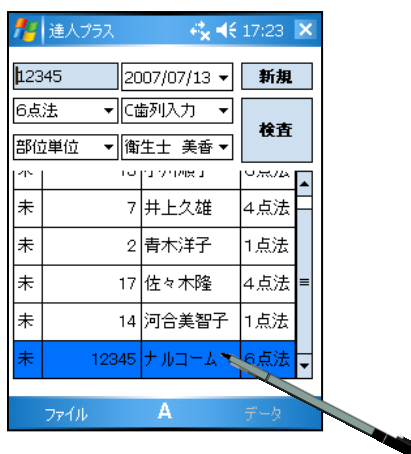 達人プラス 17:23
12345 2007/07/13 新規
6点法 C歯列入力 検査
部位単位 衛生士 美香
未 7 井上久雄 4点法
未 2 青木洋子 1点法
未 17 佐々木隆 4点法
未 14 河合美智子 1点法
未 12345 ナルコーム 6点法
ファイル A データ